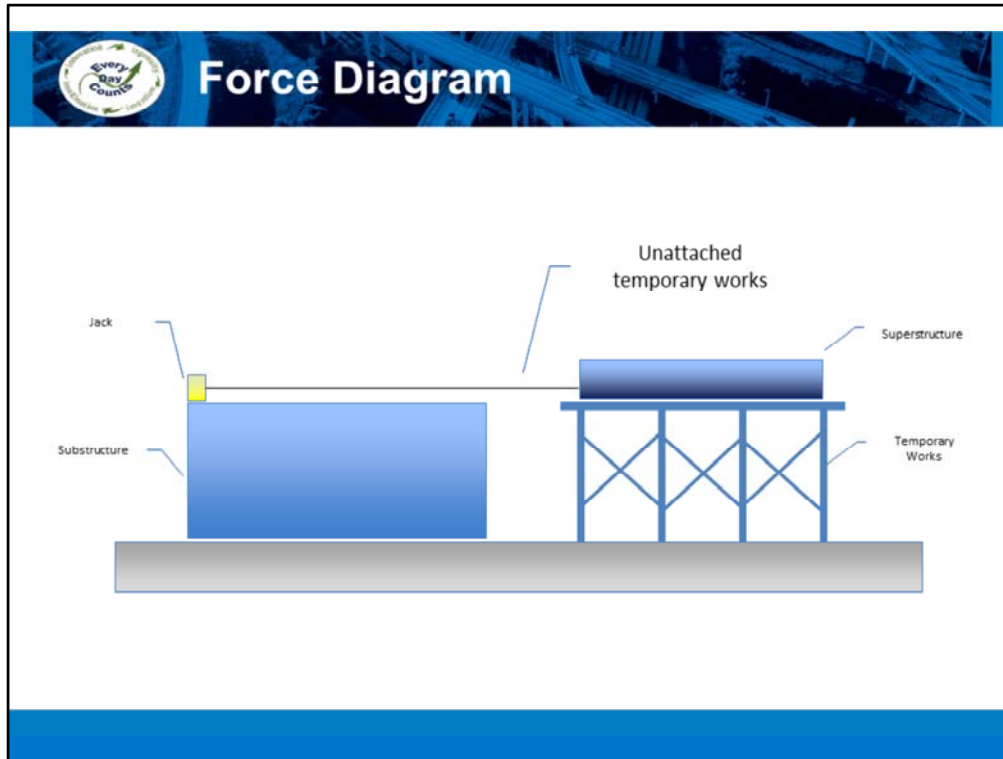 Force Diagram
Every
Day
Counts
Unattached
temporary works
Jack
Superstructure
Substructure
Temporary
Works